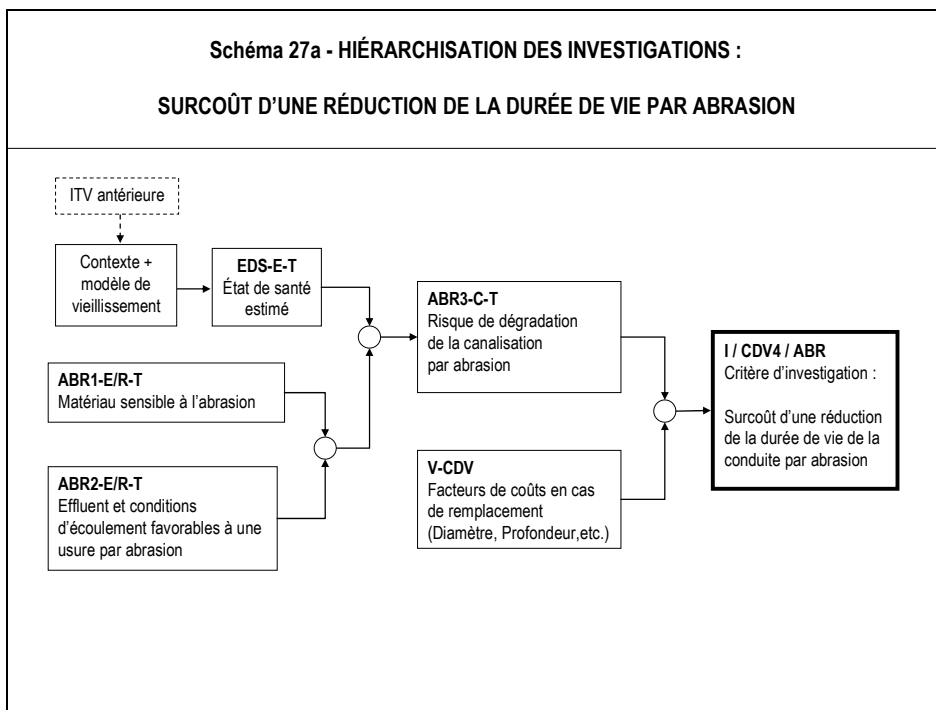 Schéma 27a - HIÉRARCHISATION DES INVESTIGATIONS :
SURCOÛT D'UNE RÉDUCTION DE LA DURÉE DE VIE PAR ABRASION
ITV antérieure
Contexte +
modèle de
vieillissement
EDS-E-T
État de santé
estimé
ABR1-E/R-T
Matériau sensible à l'abrasion
ABR2-E/R-T
Effluent et conditions
d'écoulement favorables à une
usure par abrasion
ABR3-C-T
Risque de dégradation
de la canalisation
par abrasion
V-CDV
Facteurs de coûts en cas
de remplacement
(Diamètre, Profondeur,etc.)
I / CDV4 / ABR
Critère d'investigation :
Surcoût d'une réduction
de la durée de vie de la
conduite par abrasion